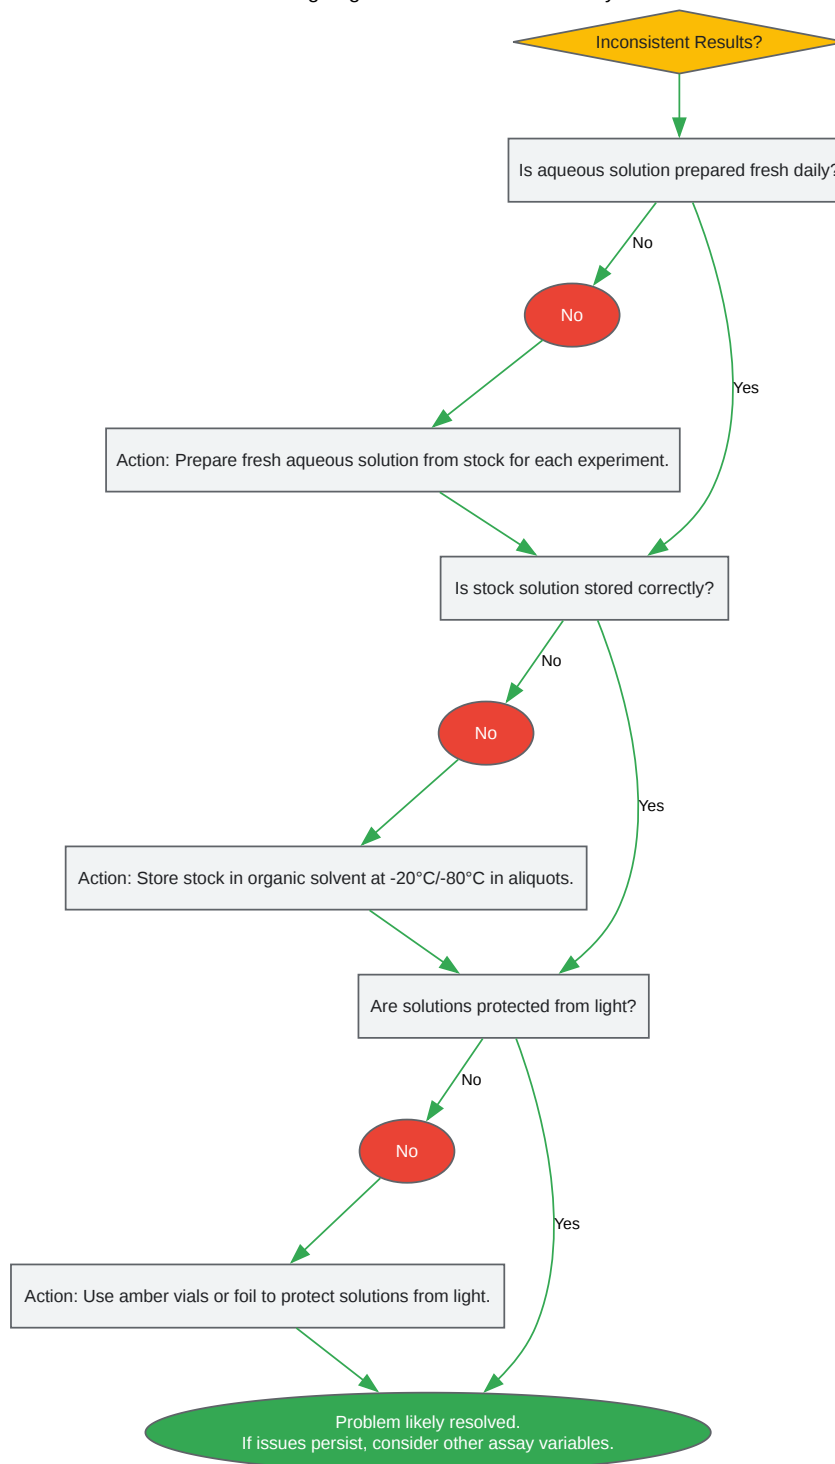 Inconsistent Results?
Is aqueous solution prepared fresh daily?
No
No
Yes
Action: Prepare fresh aqueous solution from stock for each experiment.
Is stock solution stored correctly?
No
No
Yes
Action: Store stock in organic solvent at -20°C/-80°C in aliquots.
Are solutions protected from light?
No
No
Yes
Action: Use amber vials or foil to protect solutions from light.
Problem likely resolved.
If issues persist, consider other assay variables.